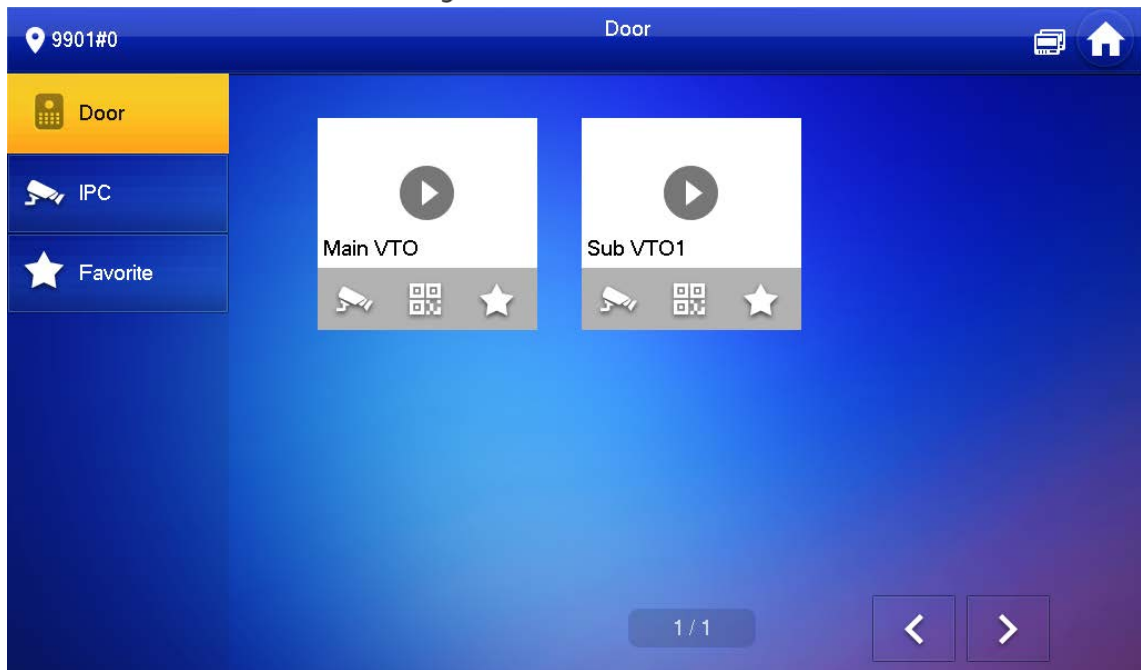 9901#0
Door
Door
IPC
Favorite
Main VTO
Sub VTO1
1 / 1